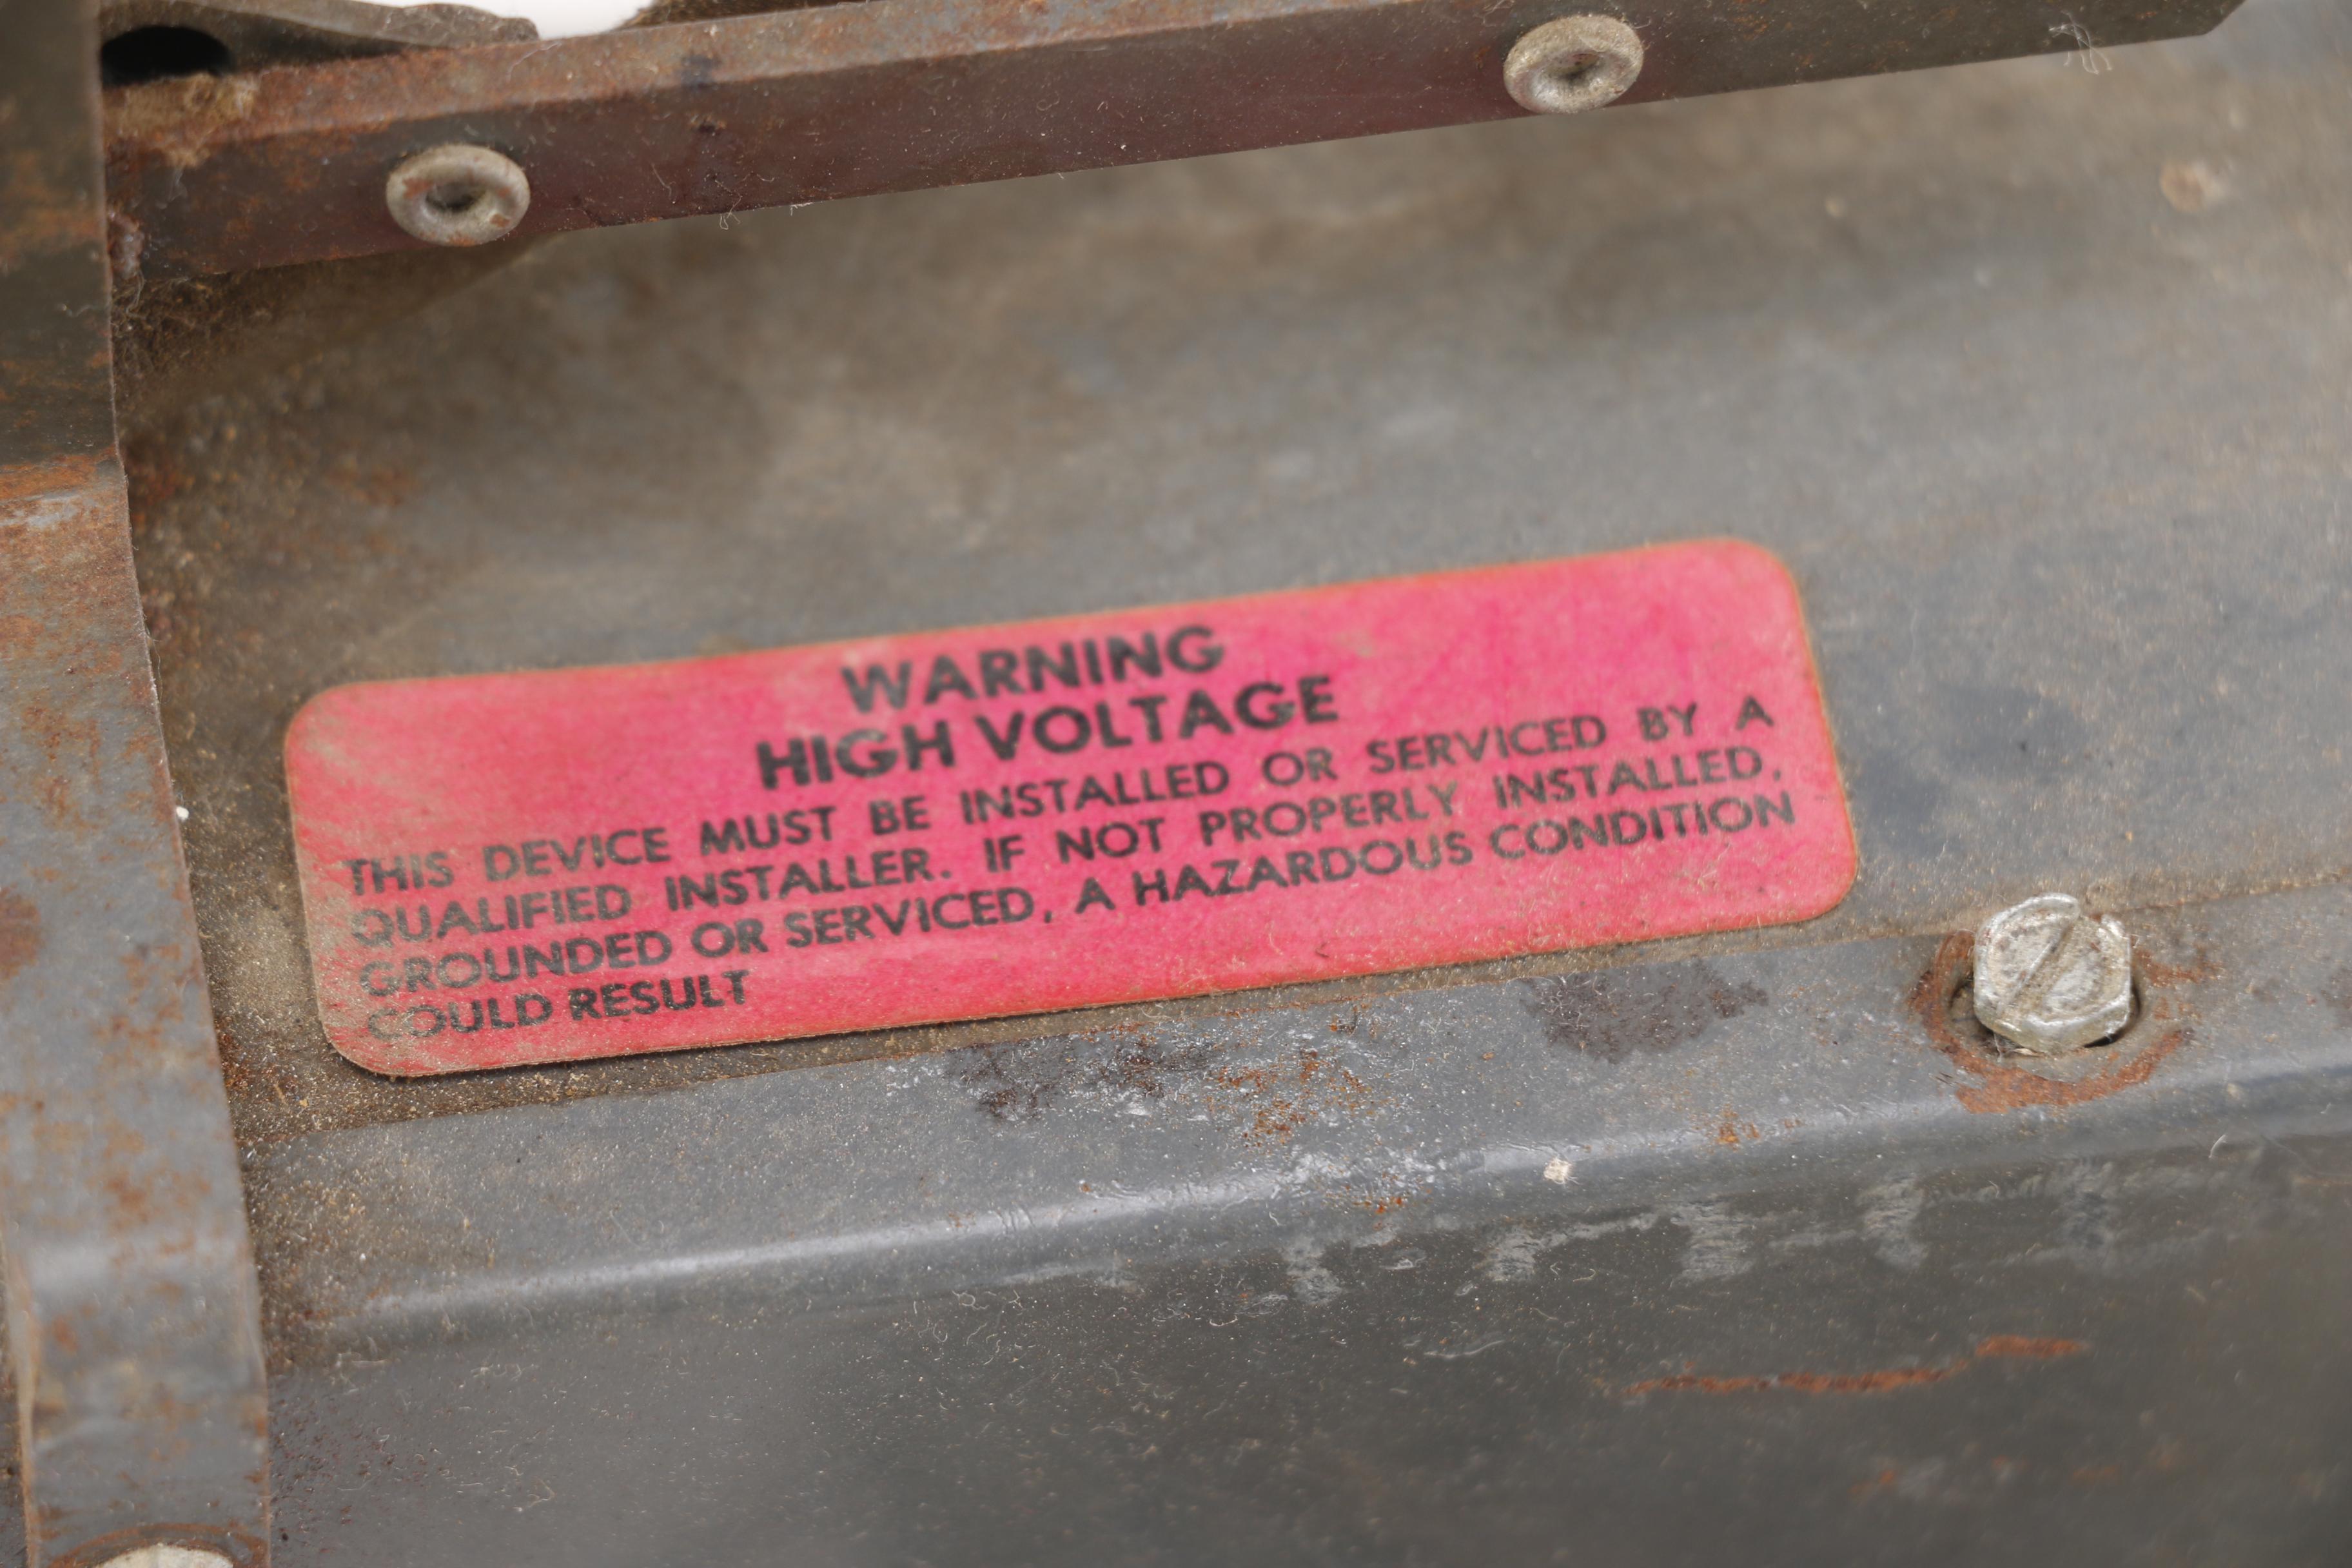 WARNING
HIGH VOLTAGE
THIS DEVICE MUST BE INSTALLED OR SERVICED BY A
QUALIFIED INSTALLER. IF NOT PROPERLY INSTALLED,
GROUNDED OR SERVICED, A HAZARDOUS CONDITION
COULD RESULT